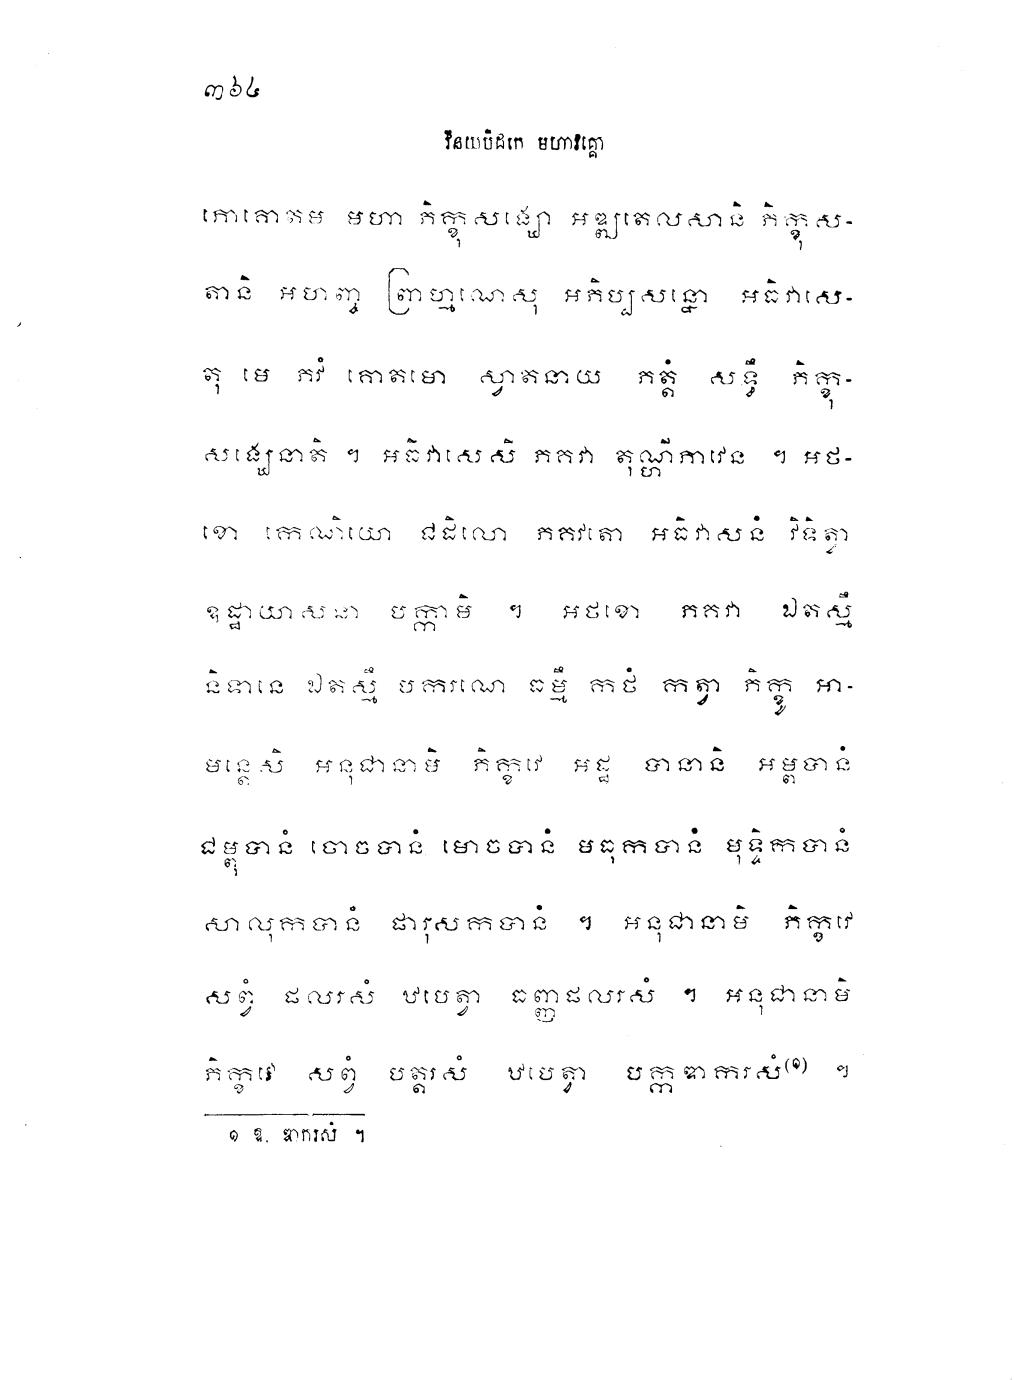 ៣៦៤
វិនយបិដកេ មហាវគ្គោ
ភោ គោតម មហា ភិក្ខុសង្ឃោ អឌ្ឍតេលសានិ ភិក្ខុស-
តានិ អហញ្ច ព្រាហ្មណេសុ អភិប្បសន្នោ អធិវាសេ-
តុ មេ ភវំ គោតមោ ស្វាតនាយ ភត្តំ សទ្ធឹ ភិក្ខុ-
សង្ឃេនាតិ ។ អធិវាសេសិ ភគវា តុណ្ហីភាវេន ។ អថ-
ខោ កេណិយោ ជដិលោ ភគវតោ អធិវាសនំ វិទិត្វា
ឧដ្ឋាយាសនា បក្កាមិ ។ អថខោ ភគវា ឯតស្មឹ
និទានេ ឯតស្មឹ បករណេ ធម្មឹ កថំ កត្វា ភិក្ខូ អា-
មន្តេសិ អនុជានាមិ ភិក្ខវេ អដ្ឋ បានានិ អម្ពបានំ
ជម្ពុបានំ ចោចបានំ មោចបានំ មធុកបានំ មុទ្ទិកបានំ
សាលុកបានំ ផារុសកបានំ ។ អនុជានាមិ ភិក្ខវេ
សព្វំ ផលរសំ ឋបេត្វា ធញ្ញផលរសំ ។ អនុជានាមិ
ភិក្ខវេ សព្វំ បត្តរសំ ឋបេត្វា បក្កឌាករសំ(១) ។
១ ឱ. ឌាករសំ ។